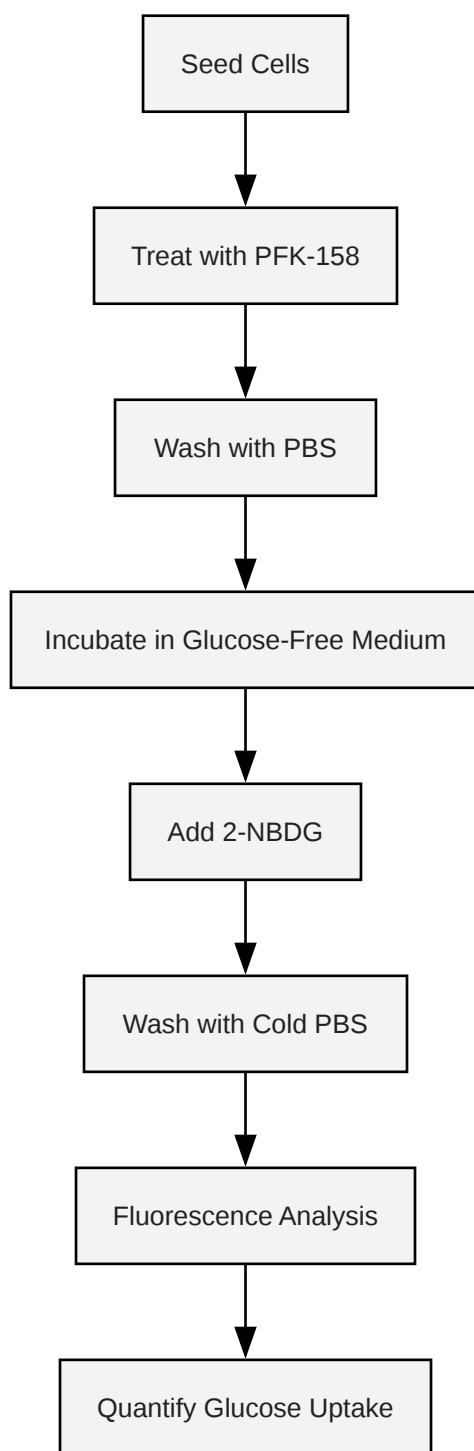 Seed Cells
Treat with PFK-158
Wash with PBS
Incubate in Glucose-Free Medium
Add 2-NBDG
Wash with Cold PBS
Fluorescence Analysis
Quantify Glucose Uptake